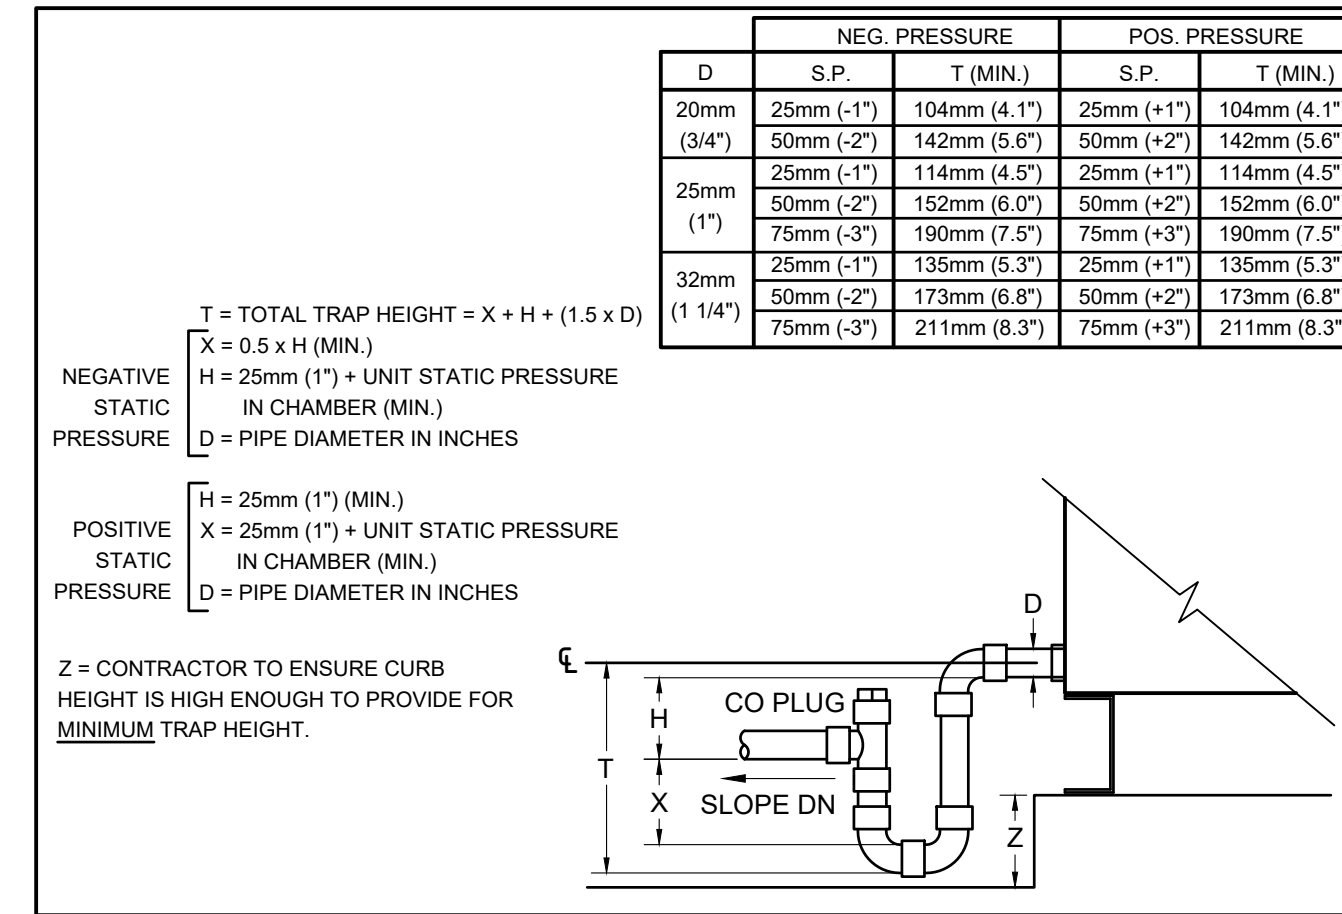 NEG. PRESSURE POS. PRESSURE
D S.P. T (MIN.) S.P. T (MIN.)
20mm (3/4") 25mm (-1") 104mm (4.1") 25mm (+1") 104mm (4.1"
50mm (-2") 142mm (5.6") 50mm (+2") 142mm (5.6"
25mm (1") 25mm (-1") 114mm (4.5") 25mm (+1") 114mm (4.5"
50mm (-2") 152mm (6.0") 50mm (+2") 152mm (6.0"
75mm (-3") 190mm (7.5") 75mm (+3") 190mm (7.5"
32mm (1 1/4") 25mm (-1") 135mm (5.3") 25mm (+1") 135mm (5.3"
50mm (-2") 173mm (6.8") 50mm (+2") 173mm (6.8"
75mm (-3") 211mm (8.3") 75mm (+3") 211mm (8.3"
T = TOTAL TRAP HEIGHT = X + H + (1.5 x D)
NEGATIVE
STATIC
PRESSURE
X = 0.5 x H (MIN.)
H = 25mm (1") + UNIT STATIC PRESSURE
IN CHAMBER (MIN.)
D = PIPE DIAMETER IN INCHES
POSITIVE
STATIC
PRESSURE
H = 25mm (1") (MIN.)
X = 25mm (1") + UNIT STATIC PRESSURE
IN CHAMBER (MIN.)
D = PIPE DIAMETER IN INCHES
Z = CONTRACTOR TO ENSURE CURB
HEIGHT IS HIGH ENOUGH TO PROVIDE FOR
MINIMUM TRAP HEIGHT.
℄
D
CO PLUG
H
T
X
SLOPE DN
Z